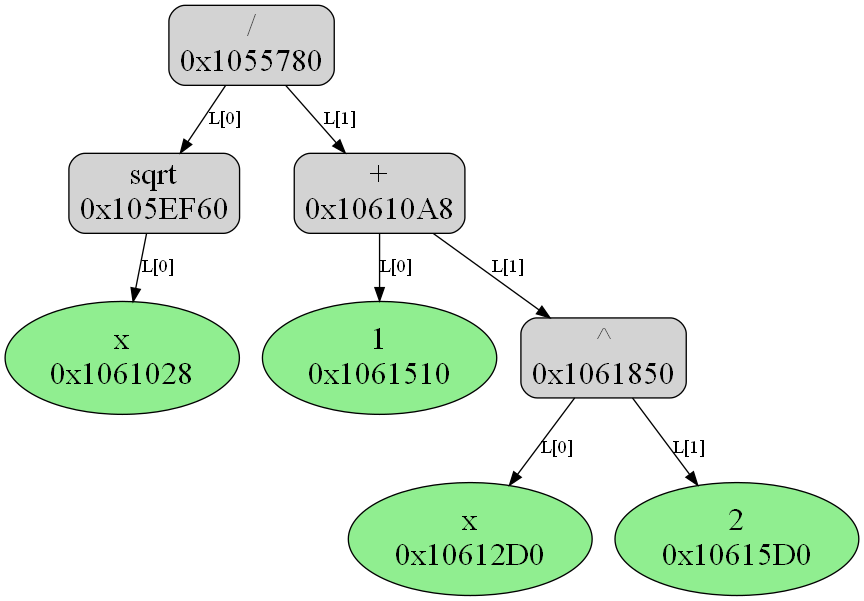 /
0x1055780
L[0]
L[1]
sqrt
0x105EF60
+
0x10610A8
L[0]
L[0]
L[1]
x
0x1061028
1
0x1061510
^
0x1061850
L[0]
L[1]
x
0x10612D0
2
0x10615D0